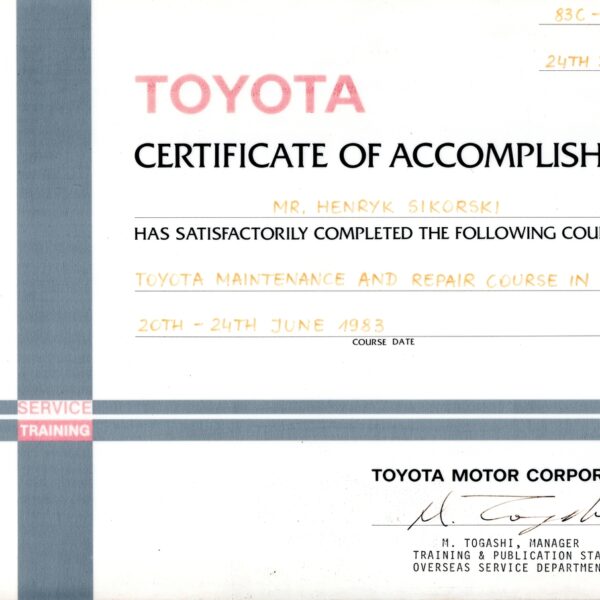 83C -
24TH
TOYOTA
CERTIFICATE OF ACCOMPLISH
MR. HENRYK SIKORSKI
HAS SATISFACTORILY COMPLETED THE FOLLOWING COU
TOYOTA MAINTENANCE AND REPAIR COURSE IN
20TH - 24TH JUNE 1983
COURSE DATE
SERVICE
TRAINING
TOYOTA MOTOR CORPOR
M. Togashi
M. TOGASHI, MANAGER
TRAINING & PUBLICATION STA
OVERSEAS SERVICE DEPARTMEN